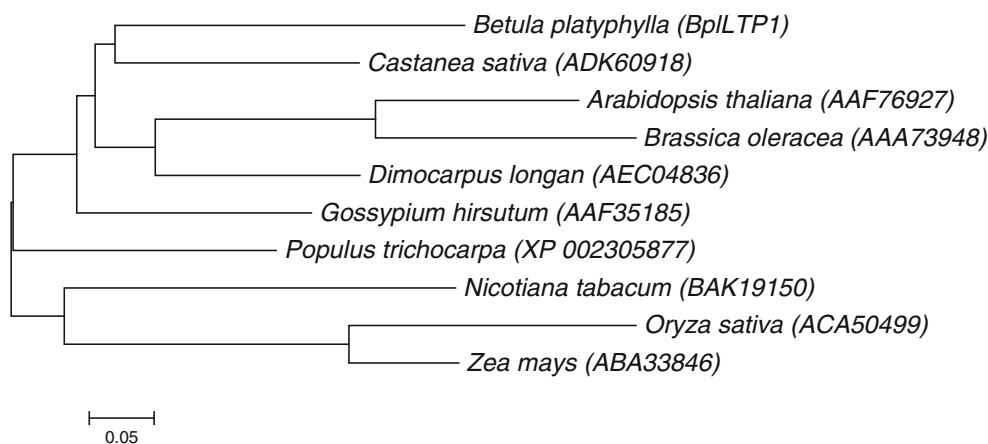 Betula platyphylla (BplLTP1)
Castanea sativa (ADK60918)
Arabidopsis thaliana (AAF76927)
Brassica oleracea (AAA73948)
Dimocarpus longan (AEC04836)
Gossypium hirsutum (AAF35185)
Populus trichocarpa (XP 002305877)
Nicotiana tabacum (BAK19150)
Oryza sativa (ACA50499)
Zea mays (ABA33846)
0.05